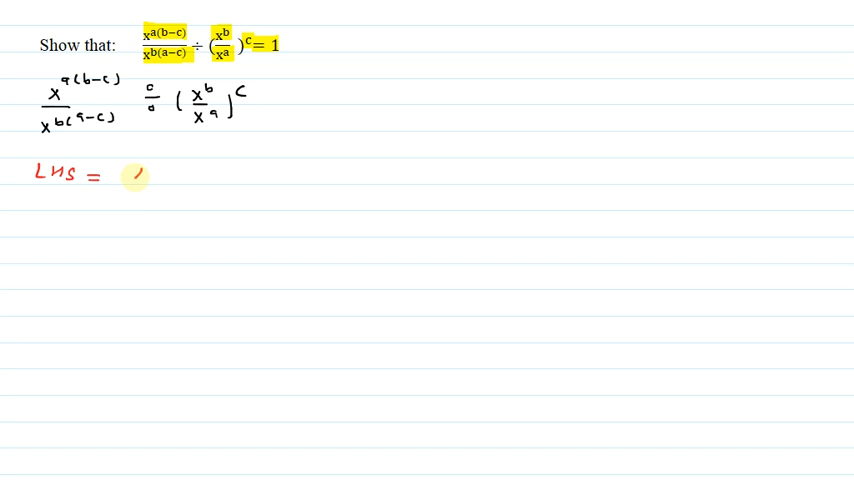 Show that: x^{a(b−c)}/x^{b(a−c)} ÷ (x^b/x^a)^c = 1
x^{a(b−c)}/x^{b(a−c)} ÷ (x^b/x^a)^c
LHS =